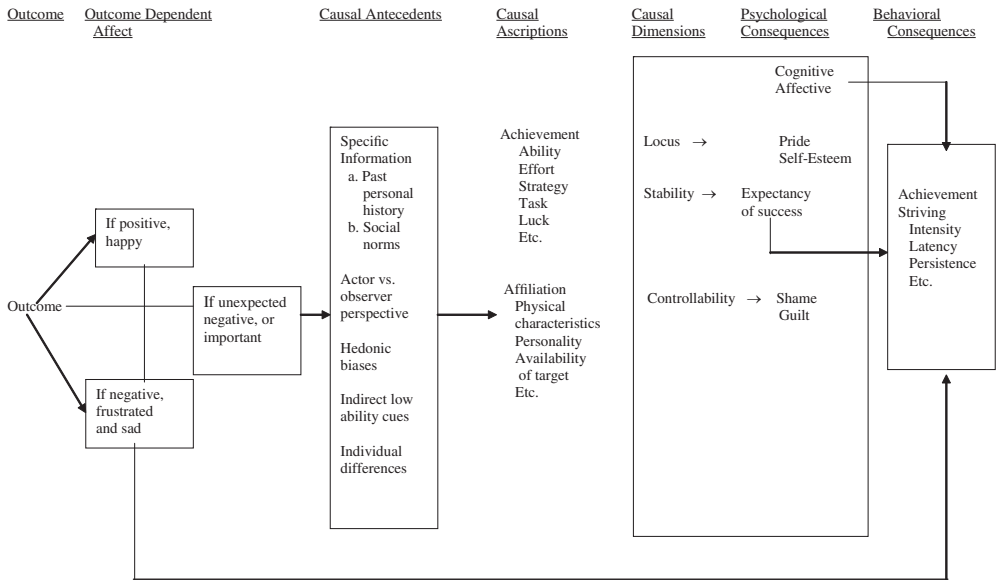 Outcome
Outcome Dependent
Affect
Causal Antecedents
Causal
Ascriptions
Causal
Dimensions
Psychological
Consequences
Behavioral
Consequences
Outcome
If positive,
happy
If negative,
frustrated
and sad
If unexpected
negative, or
important
Specific
Information
a. Past
personal
history
b. Social
norms
Actor vs.
observer
perspective
Hedonic
biases
Indirect low
ability cues
Individual
differences
Achievement
Ability
Effort
Strategy
Task
Luck
Etc.
Affiliation
Physical
characteristics
Personality
Availability
of target
Etc.
Cognitive
Affective
Locus →
Pride
Self-Esteem
Stability →
Expectancy
of success
Controllability →
Shame
Guilt
Achievement
Striving
Intensity
Latency
Persistence
Etc.